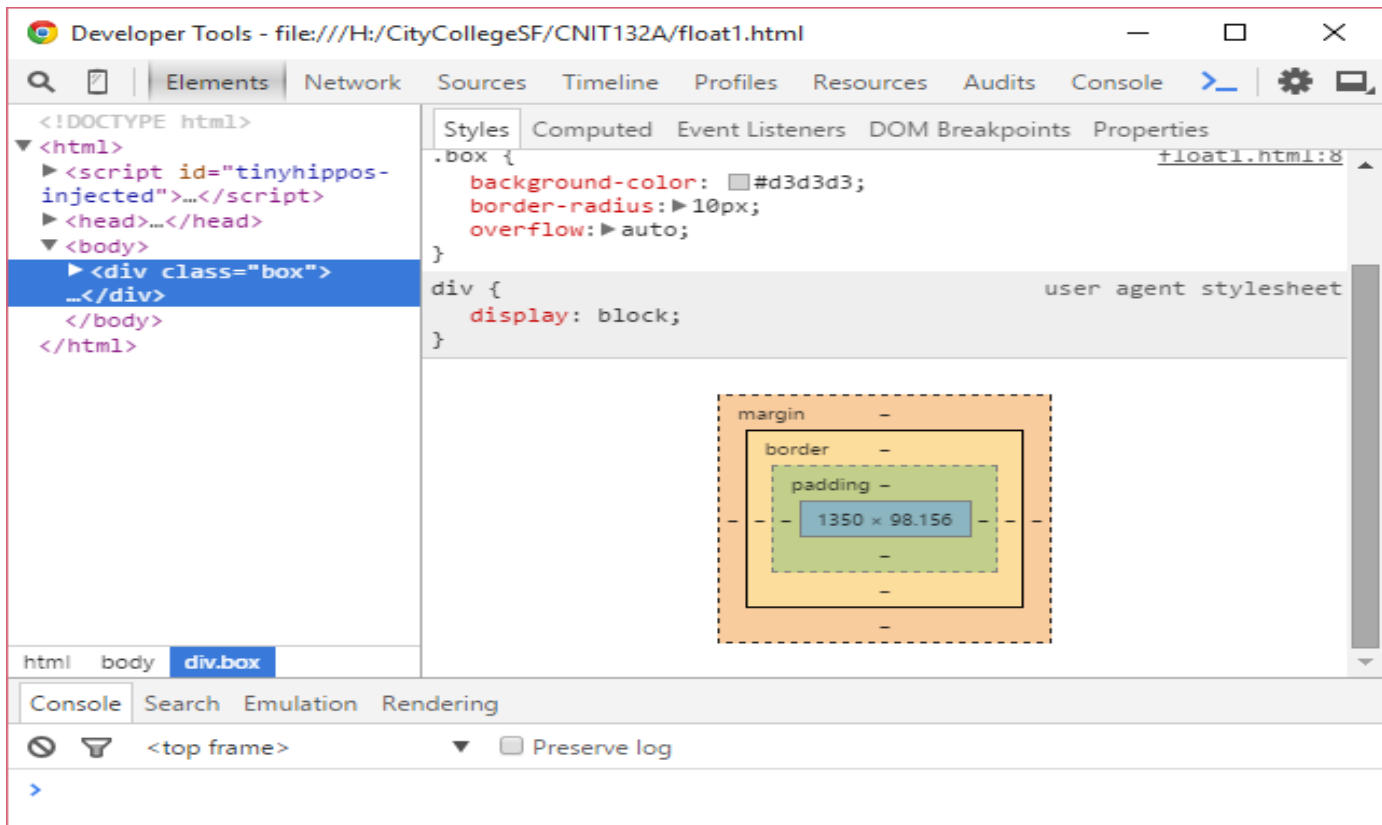 Developer Tools - file:///H:/CityCollegeSF/CNIT132A/float1.html
Elements Network Sources Timeline Profiles Resources Audits Console
<!DOCTYPE html>
▼<html>
▶<script id="tinyhippos-
injected">…</script>
▶<head>…</head>
▼<body>
▶<div class="box">
…</div>
</body>
</html>
html body div.box
Styles Computed Event Listeners DOM Breakpoints Properties
.box { float1.html:8
background-color: #d3d3d3;
border-radius:▶10px;
overflow:▶auto;
}
div { user agent stylesheet
display: block;
}
margin –
border –
padding –
– – – 1350 × 98.156 – – –
–
–
–
Console Search Emulation Rendering
<top frame> ▼ Preserve log
>